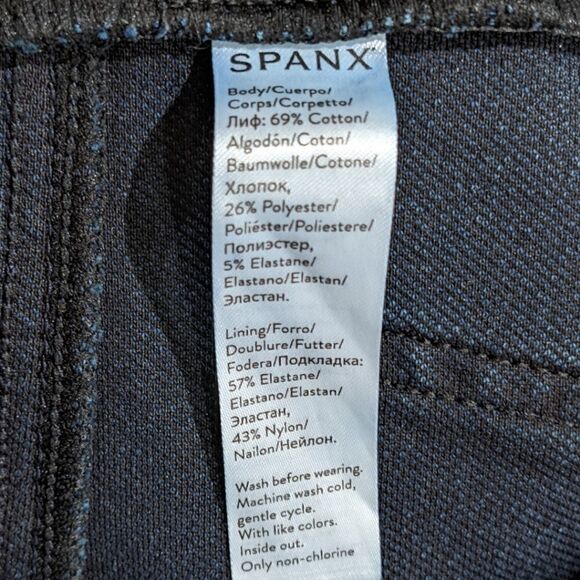 SPANX
Body/Cuerpo/
Corps/Corpetto/
Лиф: 69% Cotton/
Algodón/Coton/
Baumwolle/Cotone/
Хлопок,
26% Polyester/
Poliéster/Poliestere/
Полиэстер,
5% Elastane/
Elastano/Elastan/
Эластан.
Lining/Forro/
Doublure/Futter/
Fodera/Подкладка:
57% Elastane/
Elastano/Elastan/
Эластан,
43% Nylon/
Nailon/Нейлон.
Wash before wearing.
Machine wash cold,
gentle cycle.
With like colors.
Inside out.
Only non-chlorine